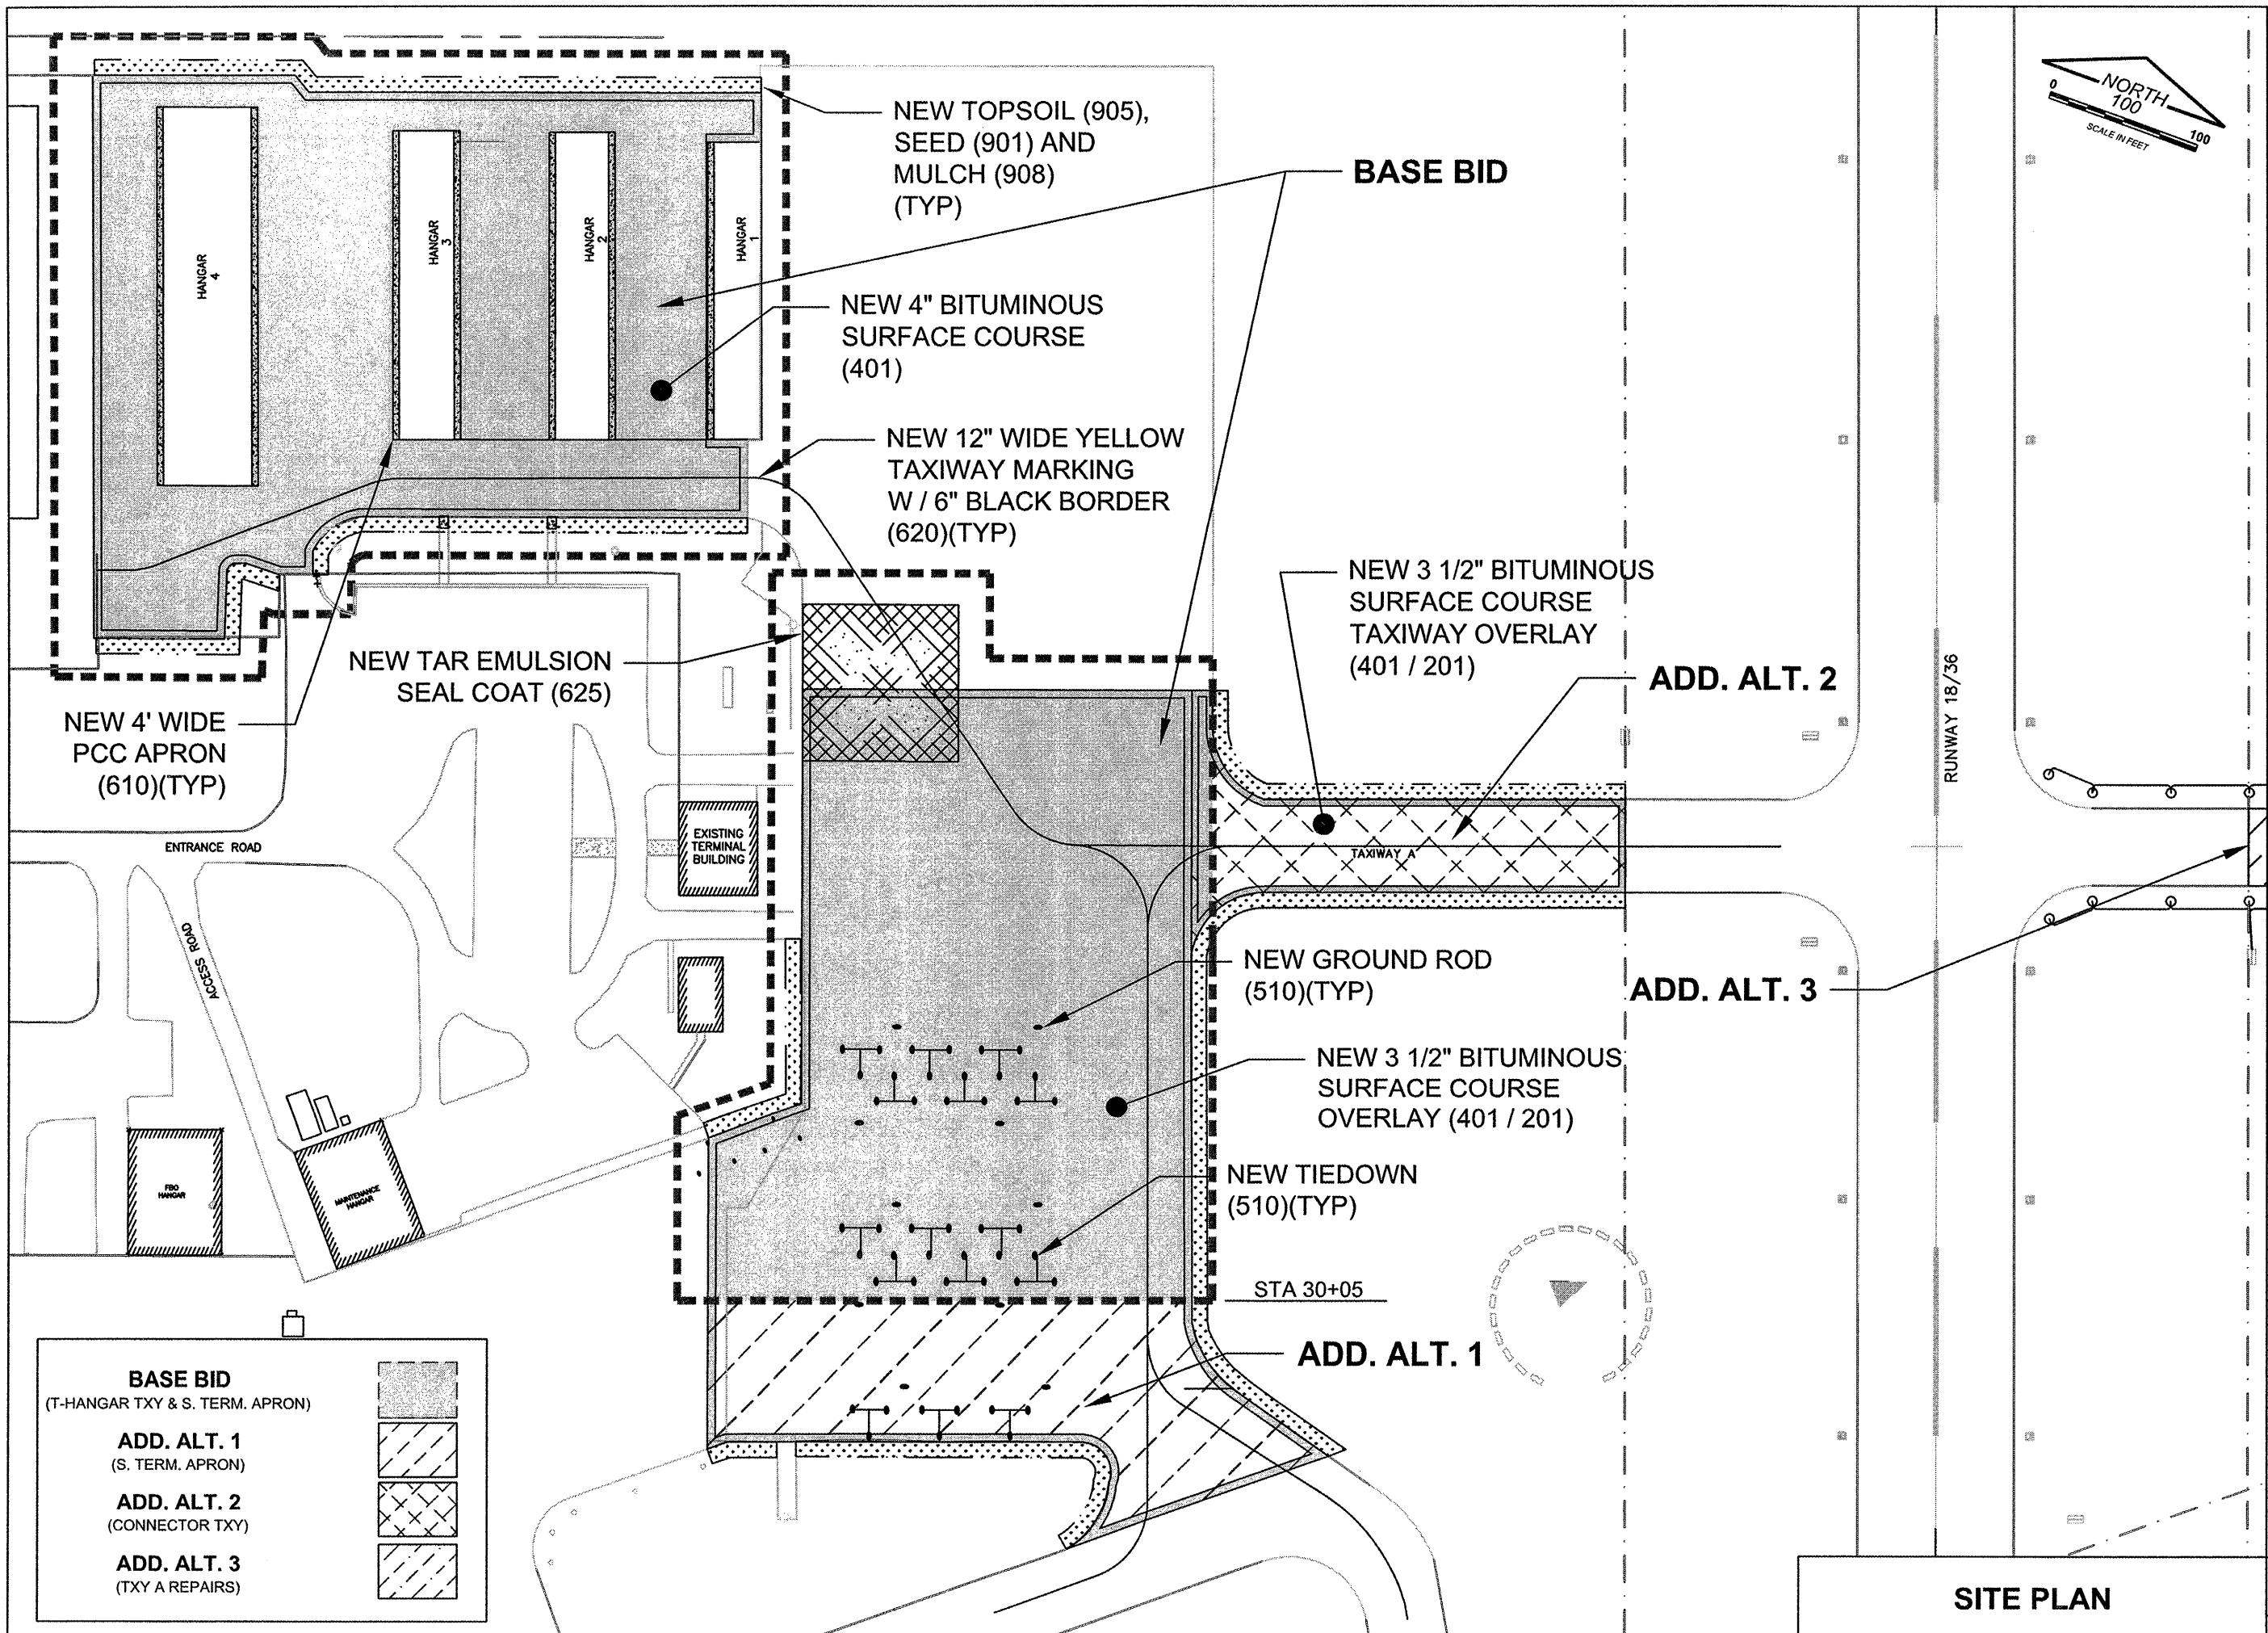 NORTH
100
0
100
SCALE IN FEET
NEW TOPSOIL (905),
SEED (901) AND
MULCH (908)
(TYP)
BASE BID
HANGAR
4
HANGAR
3
HANGAR
2
HANGAR
1
NEW 4" BITUMINOUS
SURFACE COURSE
(401)
NEW 12" WIDE YELLOW
TAXIWAY MARKING
W / 6" BLACK BORDER
(620)(TYP)
NEW 3 1/2" BITUMINOUS
SURFACE COURSE
TAXIWAY OVERLAY
(401 / 201)
ADD. ALT. 2
RUNWAY 18/36
NEW TAR EMULSION
SEAL COAT (625)
NEW 4' WIDE
PCC APRON
(610)(TYP)
EXISTING
TERMINAL
BUILDING
ENTRANCE ROAD
TAXIWAY A
ACCESS ROAD
NEW GROUND ROD
(510)(TYP)
ADD. ALT. 3
NEW 3 1/2" BITUMINOUS
SURFACE COURSE
OVERLAY (401 / 201)
FBO
HANGAR
MAINTENANCE
HANGAR
NEW TIEDOWN
(510)(TYP)
STA 30+05
ADD. ALT. 1
BASE BID
(T-HANGAR TXY & S. TERM. APRON)
ADD. ALT. 1
(S. TERM. APRON)
ADD. ALT. 2
(CONNECTOR TXY)
ADD. ALT. 3
(TXY A REPAIRS)
SITE PLAN